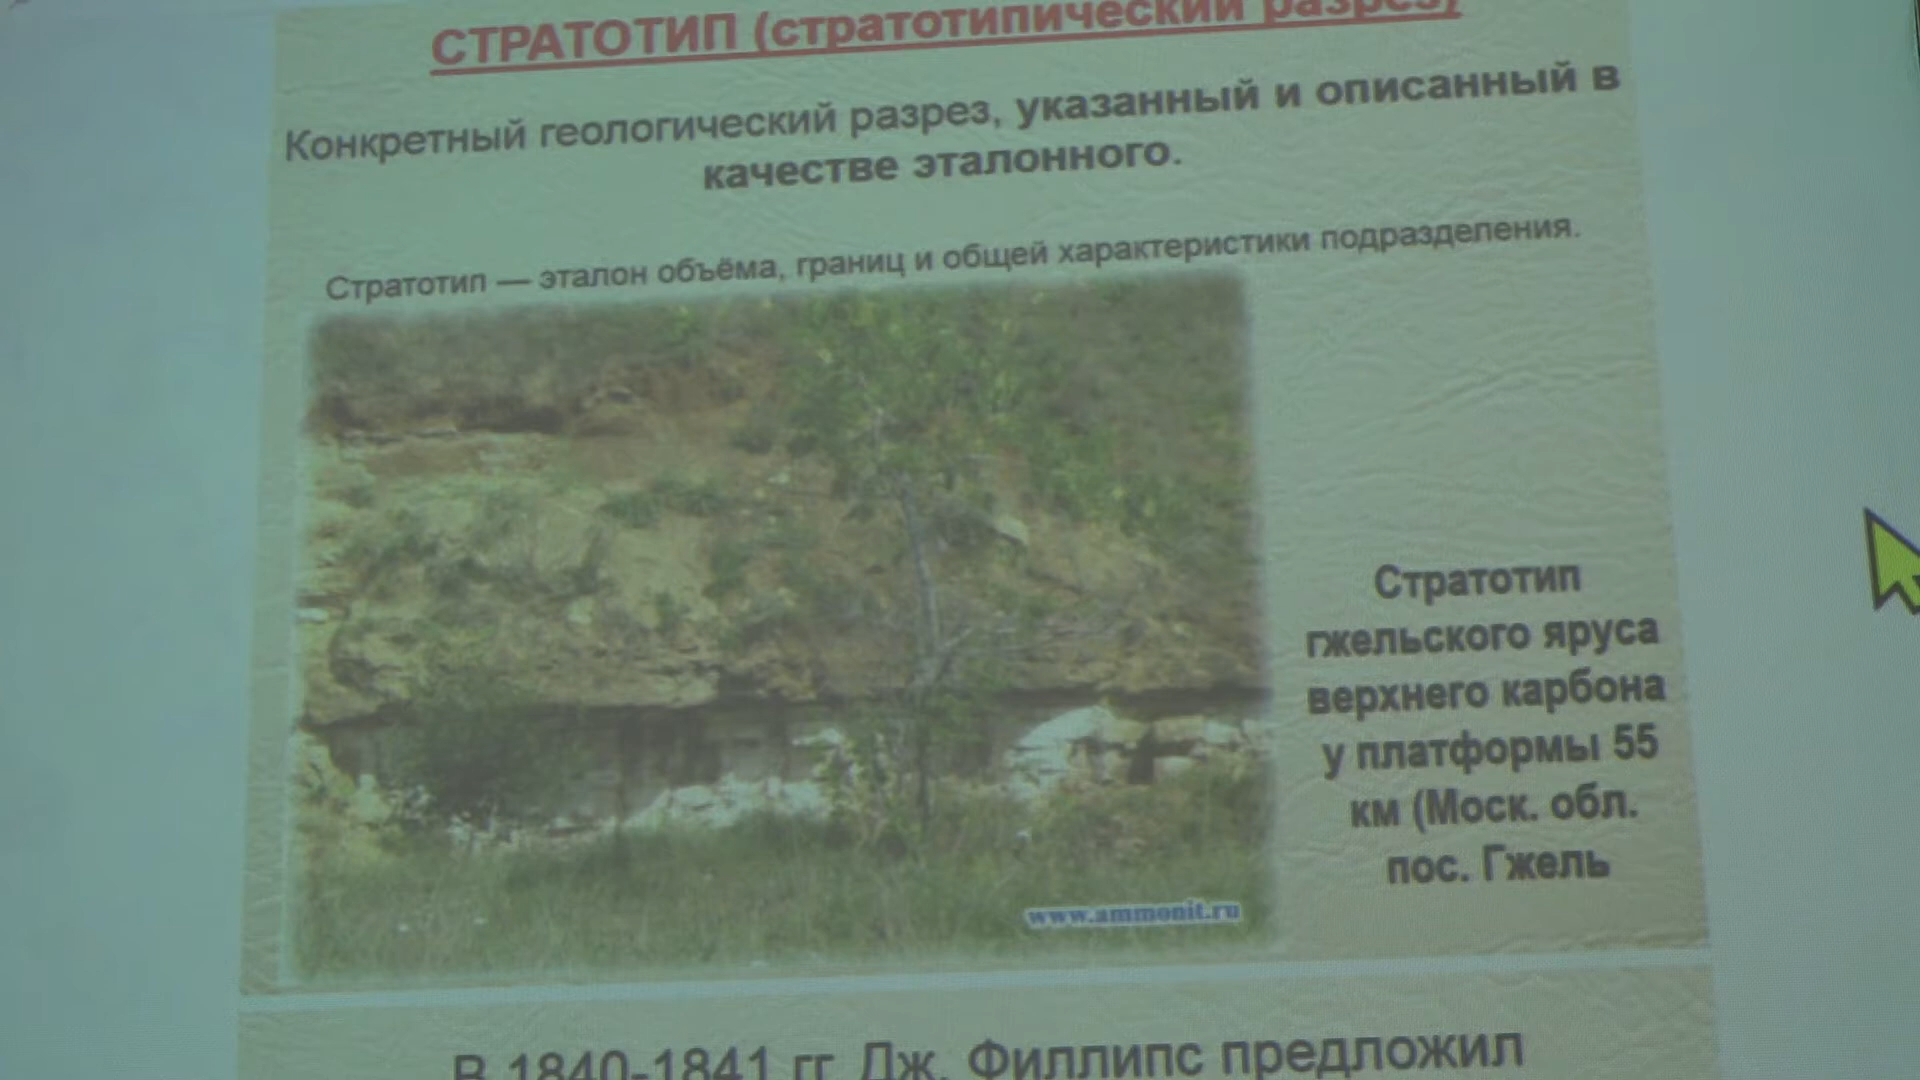 СТРАТОТИП (стратотипический разрез)
Конкретный геологический разрез, указанный и описанный в
качестве эталонного.
Стратотип — эталон объёма, границ и общей характеристики подразделения.
Стратотип
гжельского яруса
верхнего карбона
у платформы 55
км (Моск. обл.
пос. Гжель
www.ammonit.ru
В 1840-1841 гг. Дж. Филлипс предложил